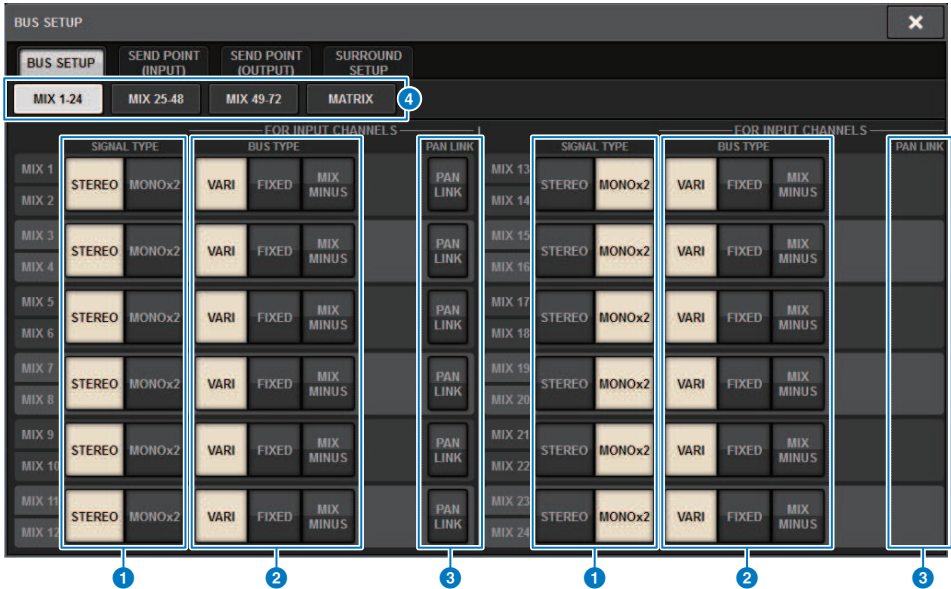 BUS SETUP
BUS SETUP
SEND POINT
(INPUT)
SEND POINT
(OUTPUT)
SURROUND
SETUP
MIX 1-24
MIX 25-48
MIX 49-72
MATRIX
4
FOR INPUT CHANNELS
FOR INPUT CHANNELS
SIGNAL TYPE
BUS TYPE
PAN LINK
SIGNAL TYPE
BUS TYPE
PAN LINK
MIX 1
MIX 2
STEREO
MONOx2
VARI
FIXED
MIX
MINUS
PAN
LINK
MIX 13
MIX 14
STEREO
MONOx2
VARI
FIXED
MIX
MINUS
MIX 3
MIX 4
STEREO
MONOx2
VARI
FIXED
MIX
MINUS
PAN
LINK
MIX 15
MIX 16
STEREO
MONOx2
VARI
FIXED
MIX
MINUS
MIX 5
MIX 6
STEREO
MONOx2
VARI
FIXED
MIX
MINUS
PAN
LINK
MIX 17
MIX 18
STEREO
MONOx2
VARI
FIXED
MIX
MINUS
MIX 7
MIX 8
STEREO
MONOx2
VARI
FIXED
MIX
MINUS
PAN
LINK
MIX 19
MIX 20
STEREO
MONOx2
VARI
FIXED
MIX
MINUS
MIX 9
MIX 10
STEREO
MONOx2
VARI
FIXED
MIX
MINUS
PAN
LINK
MIX 21
MIX 22
STEREO
MONOx2
VARI
FIXED
MIX
MINUS
MIX 11
MIX 12
STEREO
MONOx2
VARI
FIXED
MIX
MINUS
PAN
LINK
MIX 23
MIX 24
STEREO
MONOx2
VARI
FIXED
MIX
MINUS
1
2
3
1
2
3